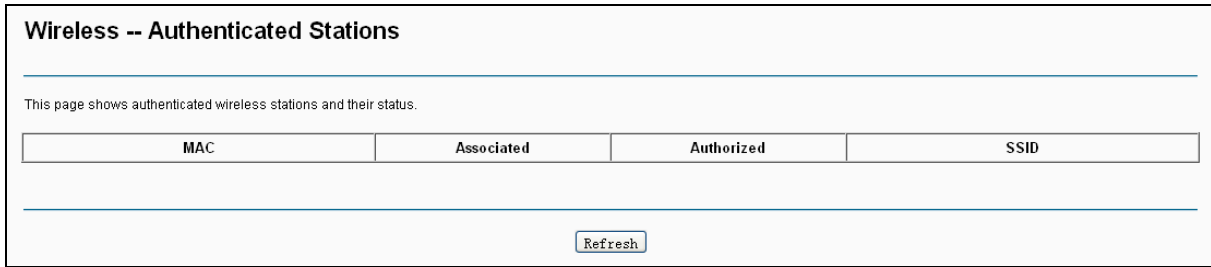 Wireless -- Authenticated Stations
This page shows authenticated wireless stations and their status.
MAC Associated Authorized SSID
Refresh